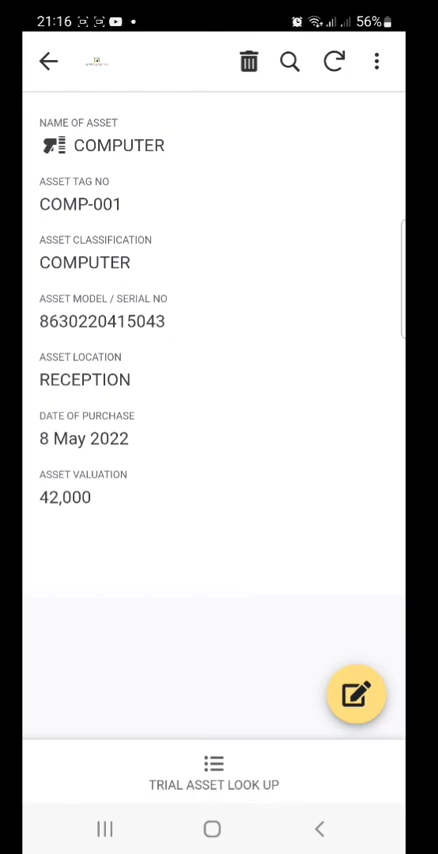 21:16 56%
NAME OF ASSET
COMPUTER
ASSET TAG NO
COMP-001
ASSET CLASSIFICATION
COMPUTER
ASSET MODEL / SERIAL NO
8630220415043
ASSET LOCATION
RECEPTION
DATE OF PURCHASE
8 May 2022
ASSET VALUATION
42,000
TRIAL ASSET LOOK UP